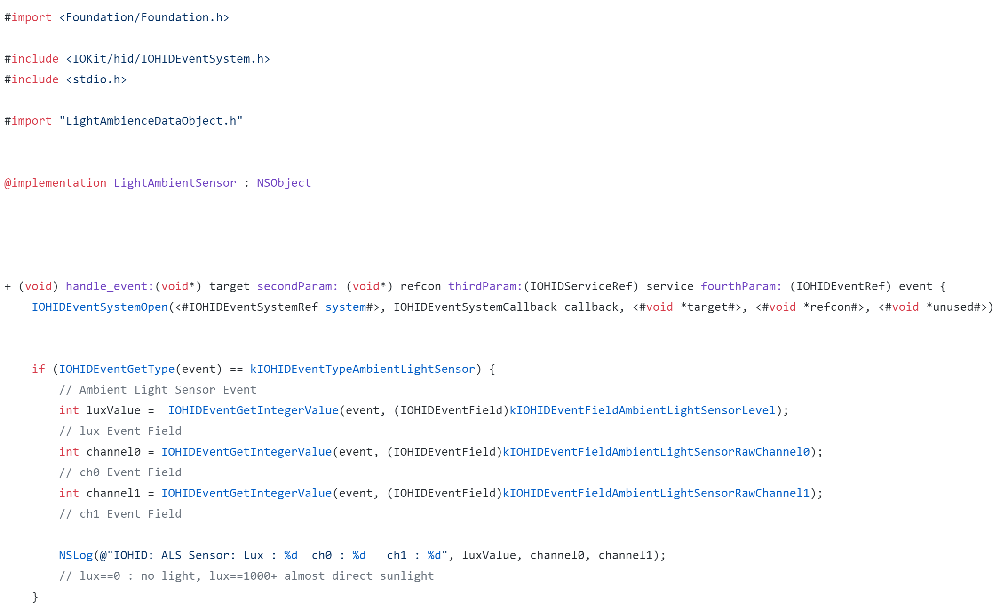 #import <Foundation/Foundation.h>
#include <IOKit/hid/IOHIDEventSystem.h>
#include <stdio.h>
#import "LightAmbienceDataObject.h"
@implementation LightAmbientSensor : NSObject
+ (void) handle_event:(void*) target secondParam: (void*) refcon thirdParam:(IOHIDServiceRef) service fourthParam: (IOHIDEventRef) event {
    IOHIDEventSystemOpen(<#IOHIDEventSystemRef system#>, IOHIDEventSystemCallback callback, <#void *target#>, <#void *refcon#>, <#void *unused#>)
    if (IOHIDEventGetType(event) == kIOHIDEventTypeAmbientLightSensor) {
        // Ambient Light Sensor Event
        int luxValue =  IOHIDEventGetIntegerValue(event, (IOHIDEventField)kIOHIDEventFieldAmbientLightSensorLevel);
        // lux Event Field
        int channel0 = IOHIDEventGetIntegerValue(event, (IOHIDEventField)kIOHIDEventFieldAmbientLightSensorRawChannel0);
        // ch0 Event Field
        int channel1 = IOHIDEventGetIntegerValue(event, (IOHIDEventField)kIOHIDEventFieldAmbientLightSensorRawChannel1);
        // ch1 Event Field
        NSLog(@"IOHID: ALS Sensor: Lux : %d  ch0 : %d   ch1 : %d", luxValue, channel0, channel1);
        // lux==0 : no light, lux==1000+ almost direct sunlight
    }